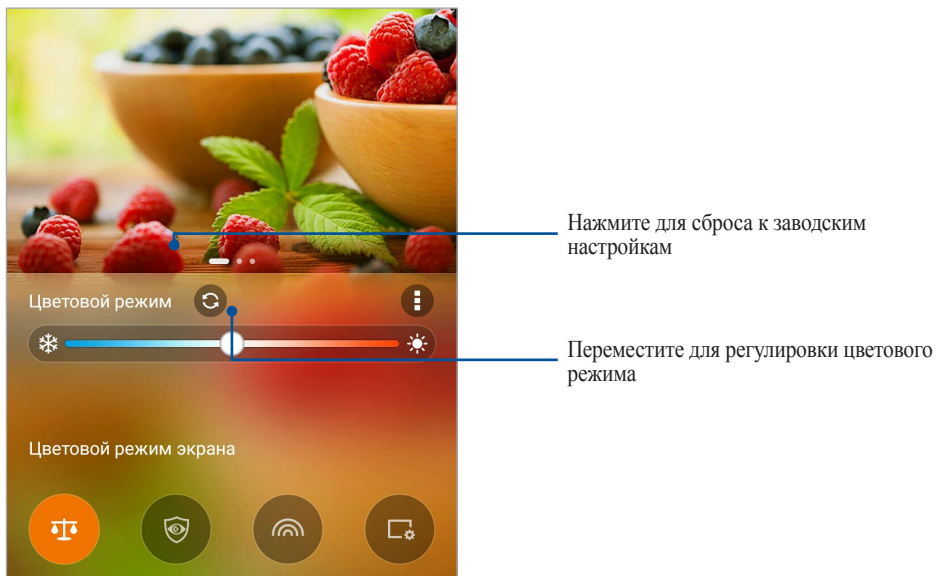 Нажмите для сброса к заводским
настройкам
Цветовой режим
Переместите для регулировки цветового
режима
Цветовой режим экрана